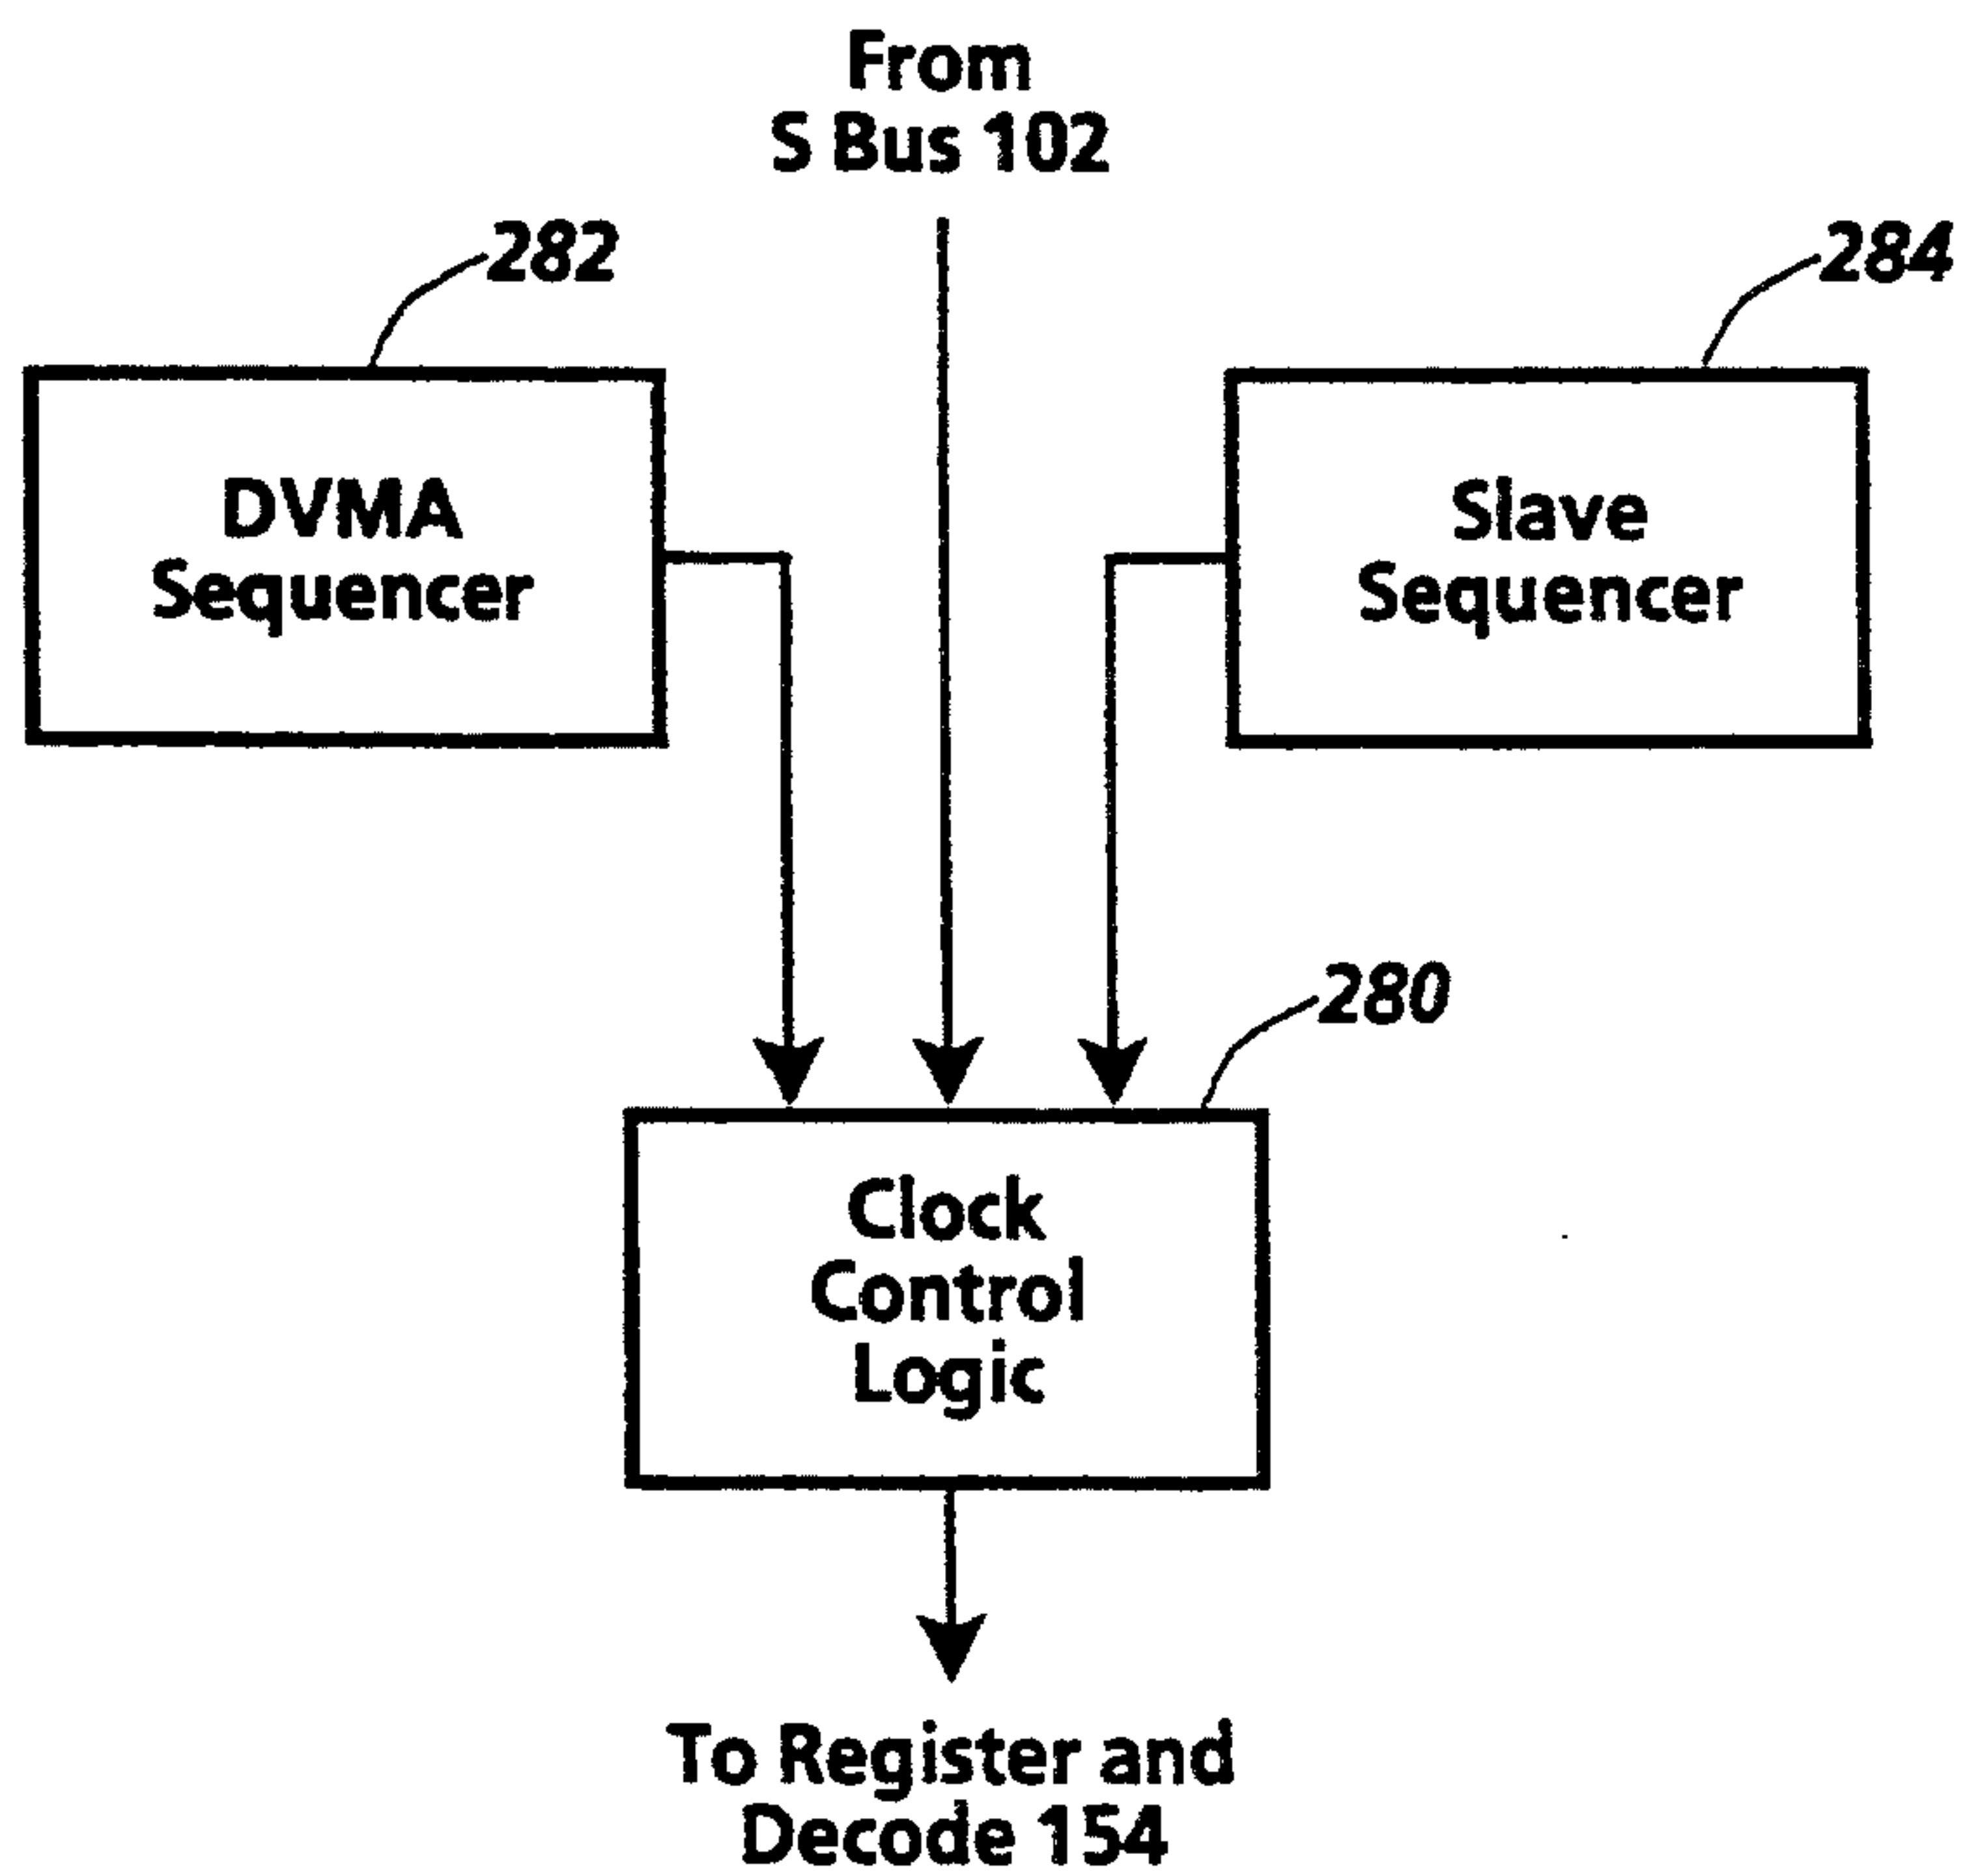 From
S Bus 102
282
284
DVMA
Sequencer
Slave
Sequencer
280
Clock
Control
Logic
To Register and
Decode 154